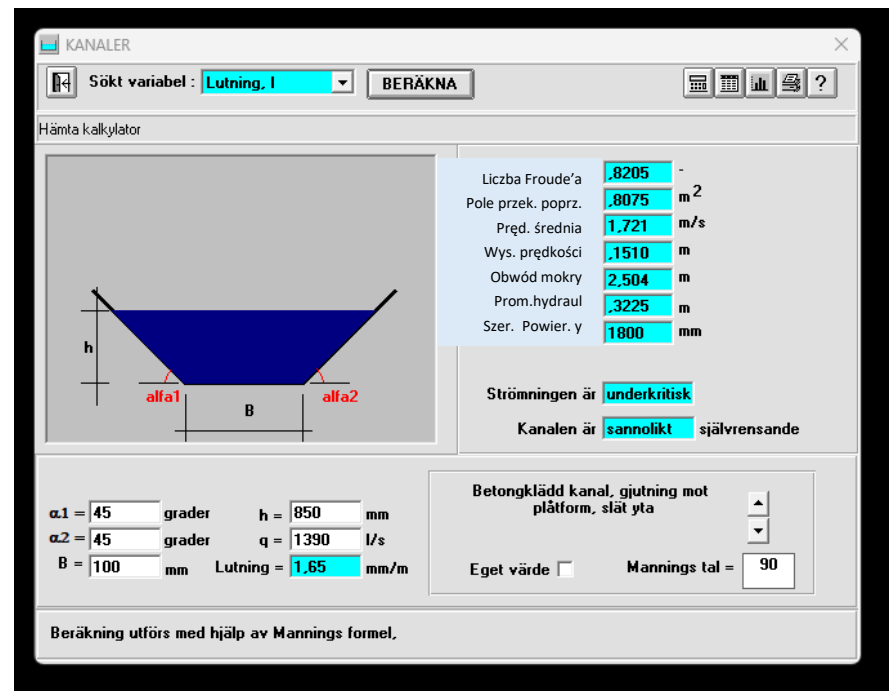 KANALER
Sökt variabel : Lutning, I BERÄKNA ?
Hämta kalkylator
Liczba Froude'a ,8205 -
Pole przek. poprz. ,8075 m2
Pręd. średnia 1,721 m/s
Wys. prędkości ,1510 m
Obwód mokry 2,504 m
Prom.hydraul ,3225 m
Szer. Powier. y 1800 mm
h
alfa1
B
alfa2
Strömningen är underkritisk
Kanalen är sannolikt självrensande
α1 = 45 grader h = 850 mm
α2 = 45 grader q = 1390 l/s
B = 100 mm Lutning = 1,65 mm/m
Betongklädd kanal, gjutning mot
plåtform, slät yta
Eget värde Mannings tal = 90
Beräkning utförs med hjälp av Mannings formel,